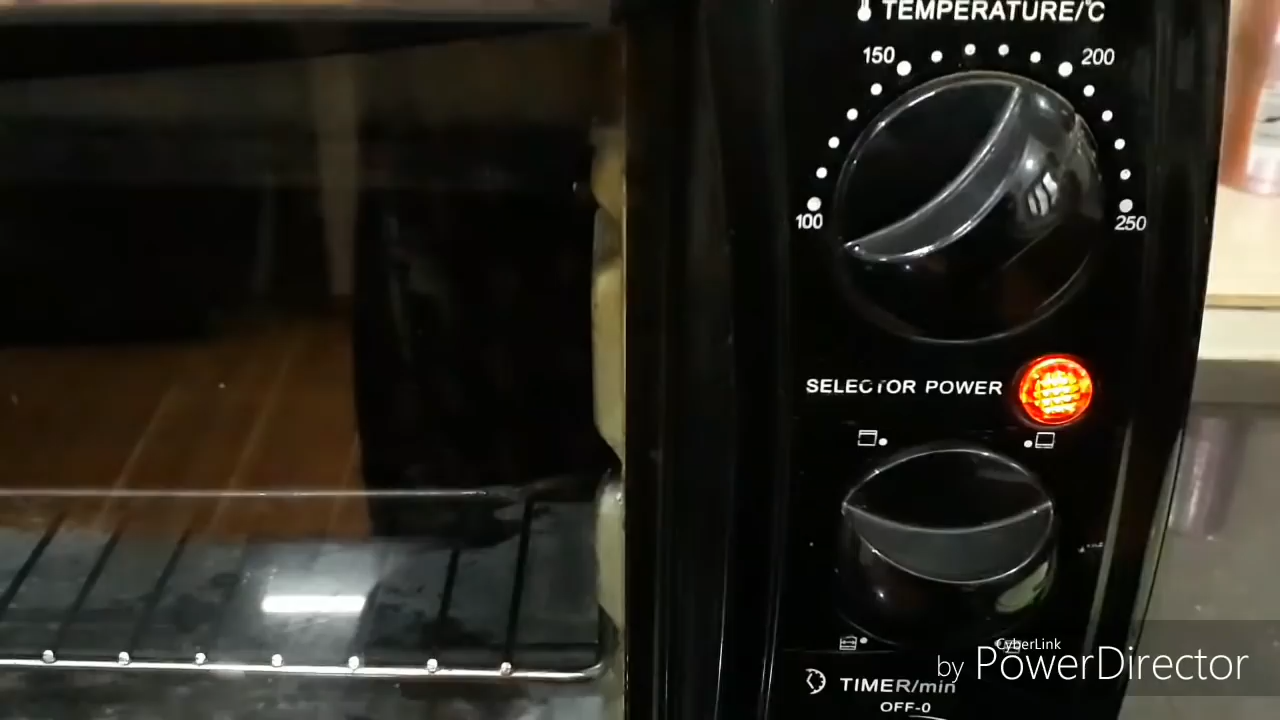 TEMPERATURE/℃
150 200
100 250
SELECTOR POWER
TIMER/min
OFF-0
CyberLink
by PowerDirector